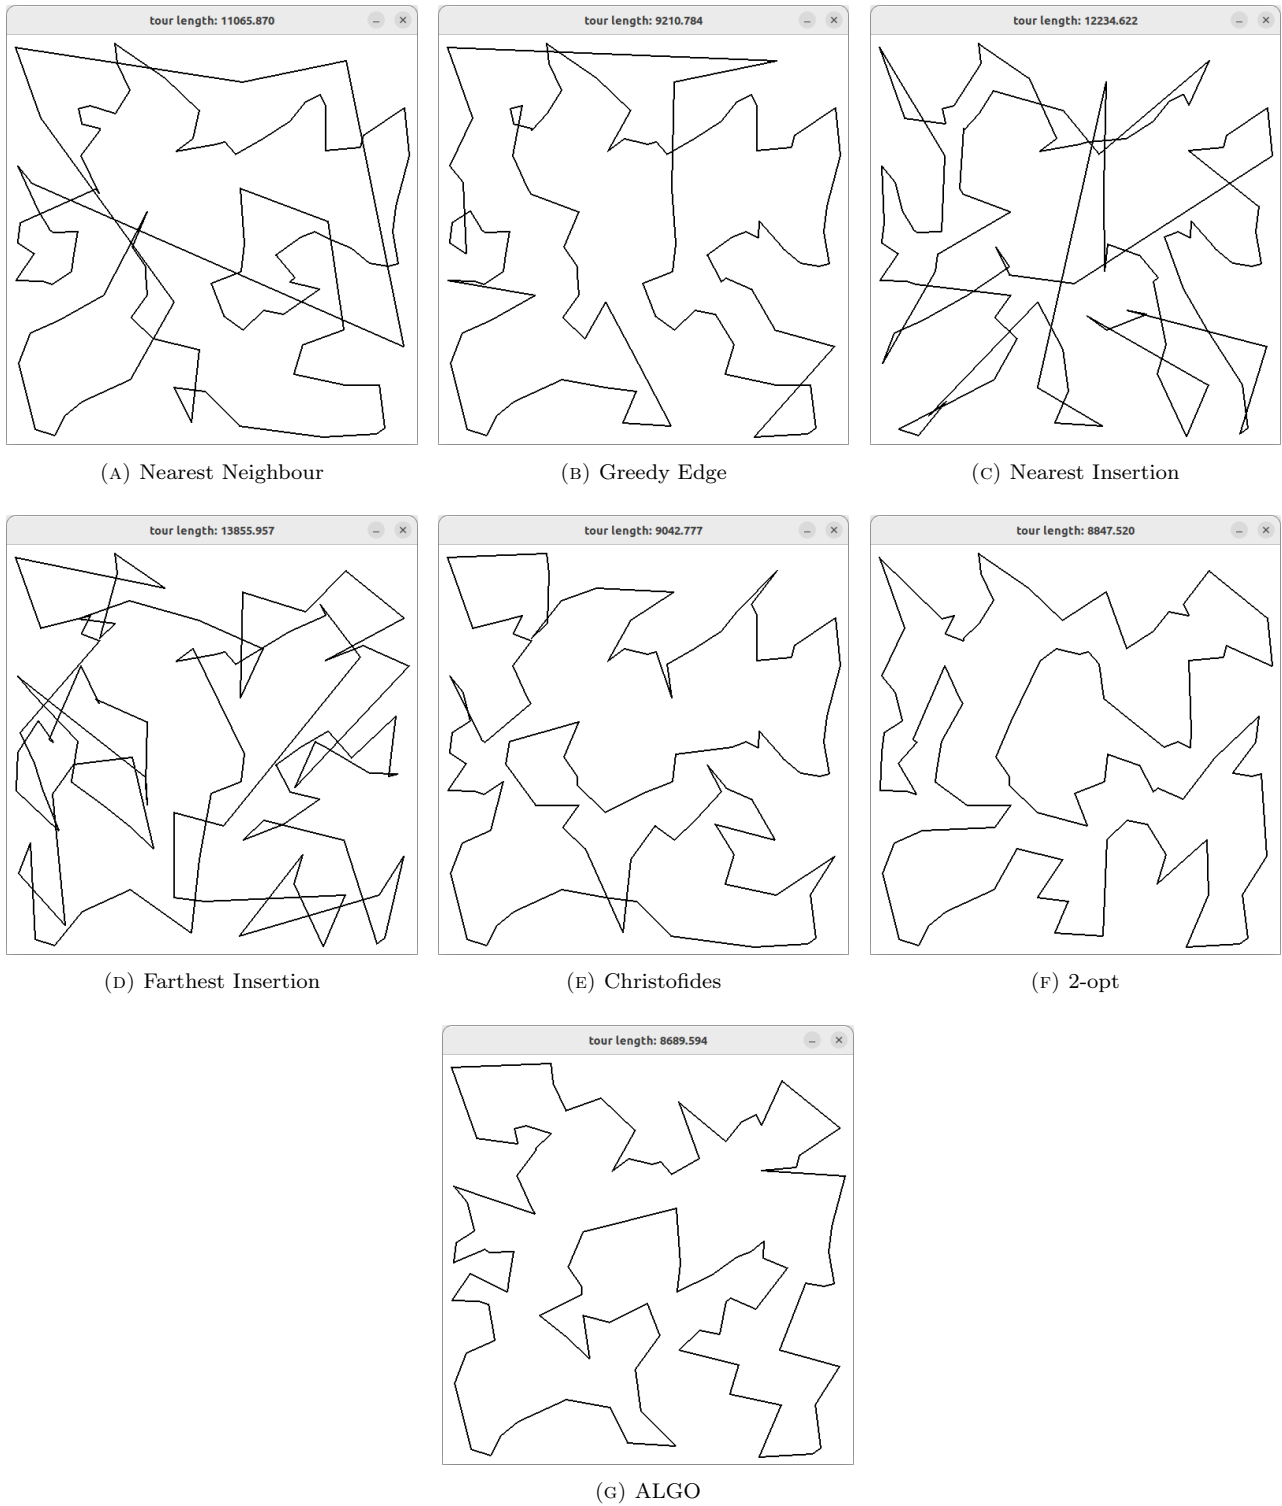 tour length: 11065.870
tour length: 9210.784
tour length: 12234.622
(A) Nearest Neighbour
(B) Greedy Edge
(C) Nearest Insertion
tour length: 13855.957
tour length: 9042.777
tour length: 8847.520
(D) Farthest Insertion
(E) Christofides
(F) 2-opt
tour length: 8689.594
(G) ALGO